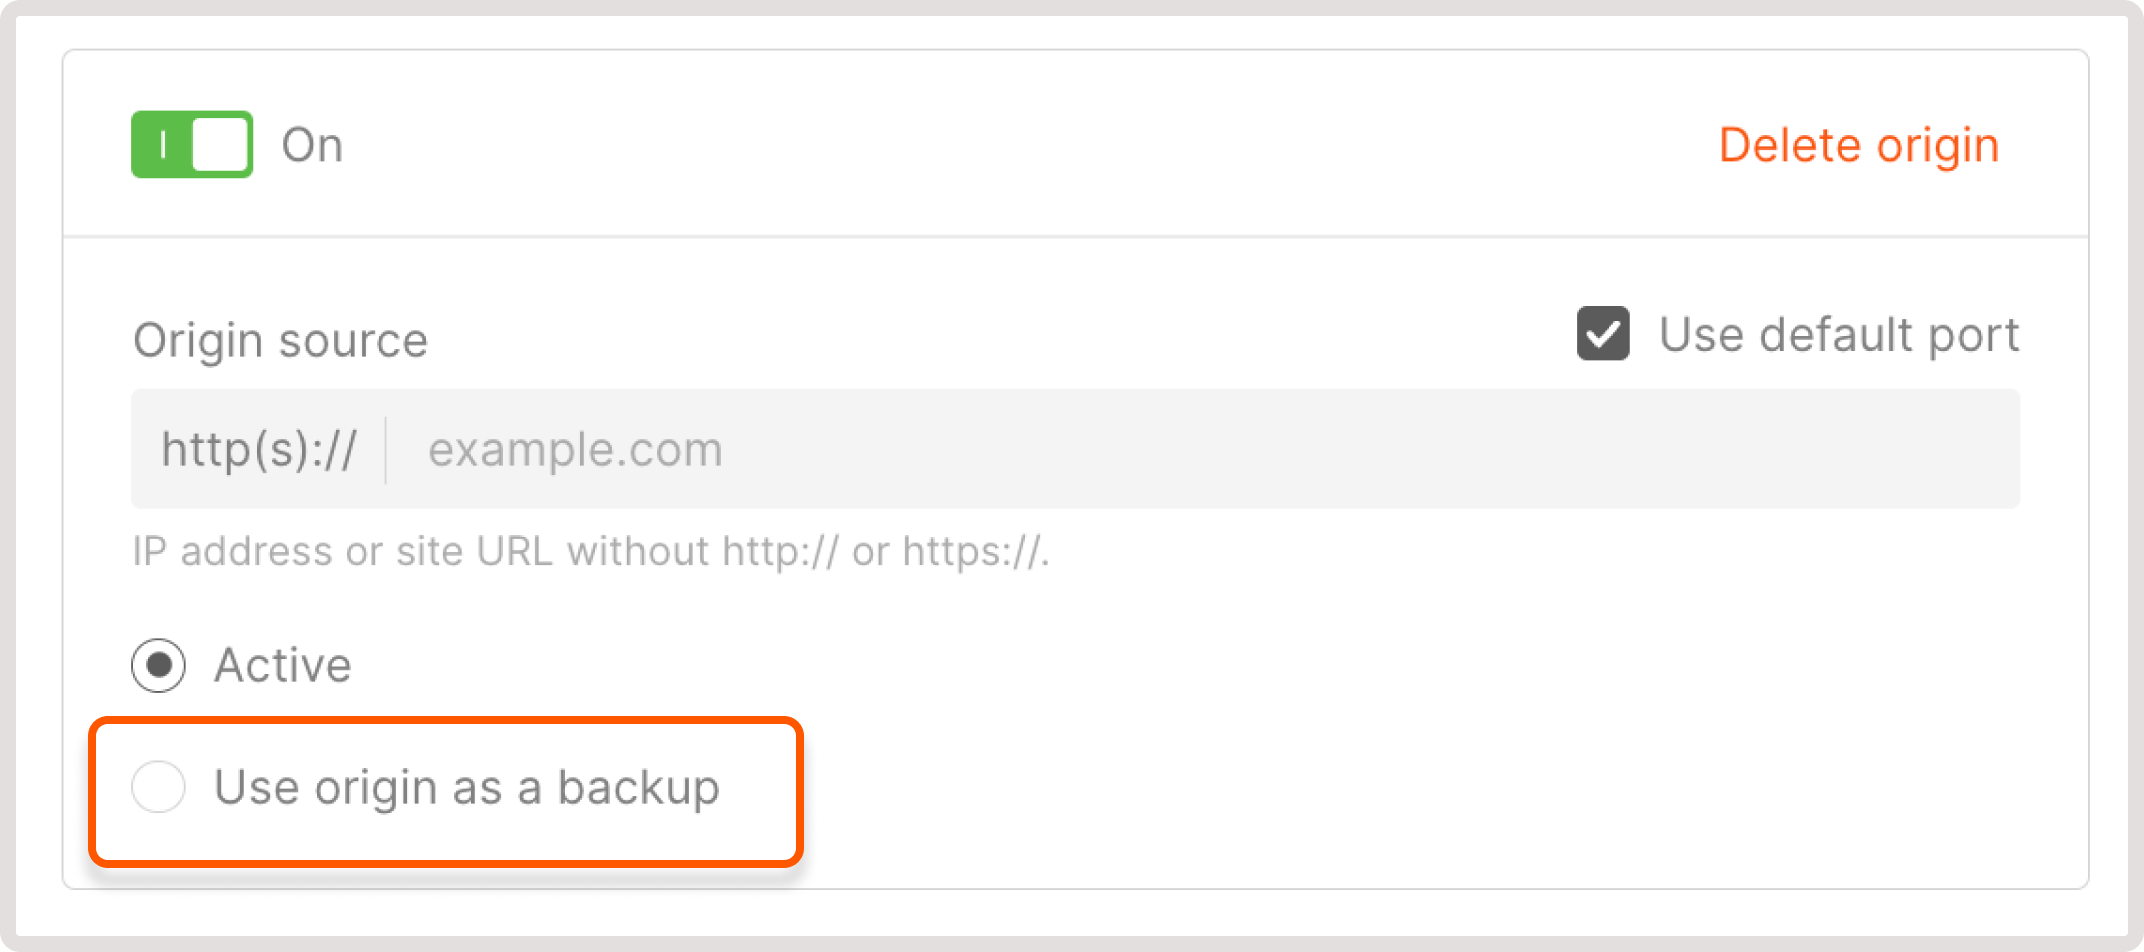 On
Delete origin
Origin source
Use default port
http(s)://
example.com
IP address or site URL without http:// or https://.
Active
Use origin as a backup